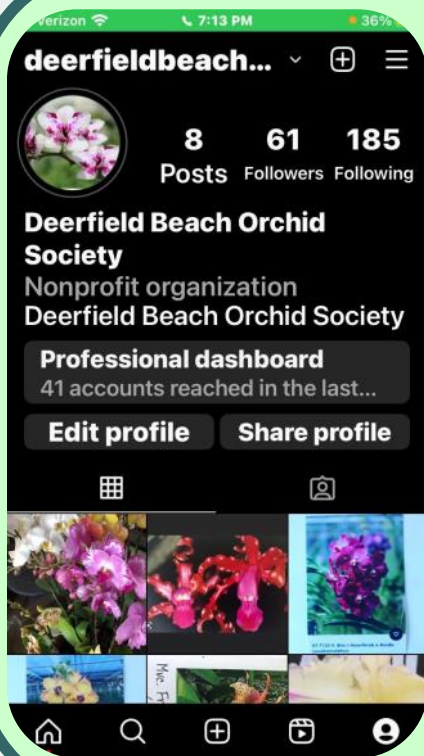 verizon 7:13 PM 36%
deerfieldbeach...
8 61 185
Posts Followers Following
Deerfield Beach Orchid
Society
Nonprofit organization
Deerfield Beach Orchid Society
Professional dashboard
41 accounts reached in the last...
Edit profile Share profile
Mvc.